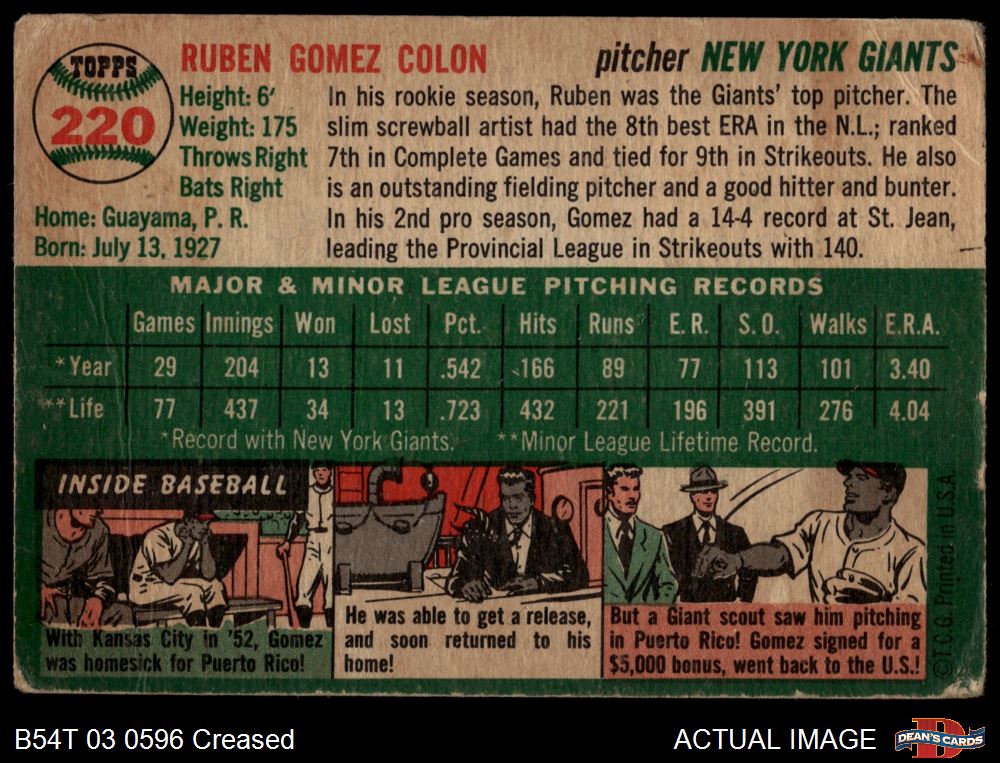 TOPPS
220
RUBEN GOMEZ COLON
pitcher NEW YORK GIANTS
Height: 6'
Weight: 175
Throws Right
Bats Right
Home: Guayama, P. R.
Born: July 13, 1927
In his rookie season, Ruben was the Giants' top pitcher. The
slim screwball artist had the 8th best ERA in the N.L.; ranked
7th in Complete Games and tied for 9th in Strikeouts. He also
is an outstanding fielding pitcher and a good hitter and bunter.
In his 2nd pro season, Gomez had a 14-4 record at St. Jean,
leading the Provincial League in Strikeouts with 140.
MAJOR & MINOR LEAGUE PITCHING RECORDS
Games Innings Won Lost Pct. Hits Runs E. R. S. O. Walks E.R.A.
*Year 29 204 13 11 .542 166 89 77 113 101 3.40
**Life 77 437 34 13 .723 432 221 196 391 276 4.04
*Record with New York Giants. **Minor League Lifetime Record.
INSIDE BASEBALL
With Kansas City in '52, Gomez
was homesick for Puerto Rico!
He was able to get a release,
and soon returned to his
home!
But a Giant scout saw him pitching
in Puerto Rico! Gomez signed for a
$5,000 bonus, went back to the U.S.!
©T.C.G. Printed in U.S.A
B54T 03 0596 Creased
ACTUAL IMAGE
DEAN'S CARDS